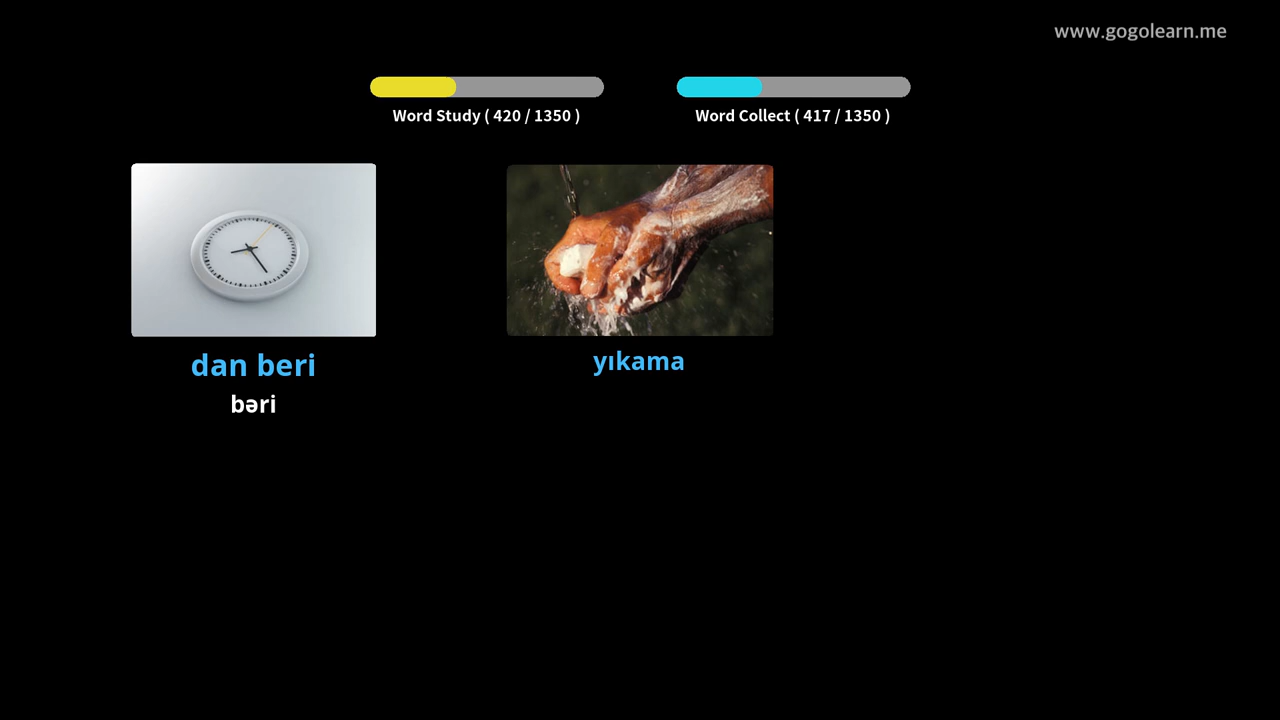 www.gogolearn.me
Word Study ( 420 / 1350 )
Word Collect ( 417 / 1350 )
dan beri
bəri
yıkama